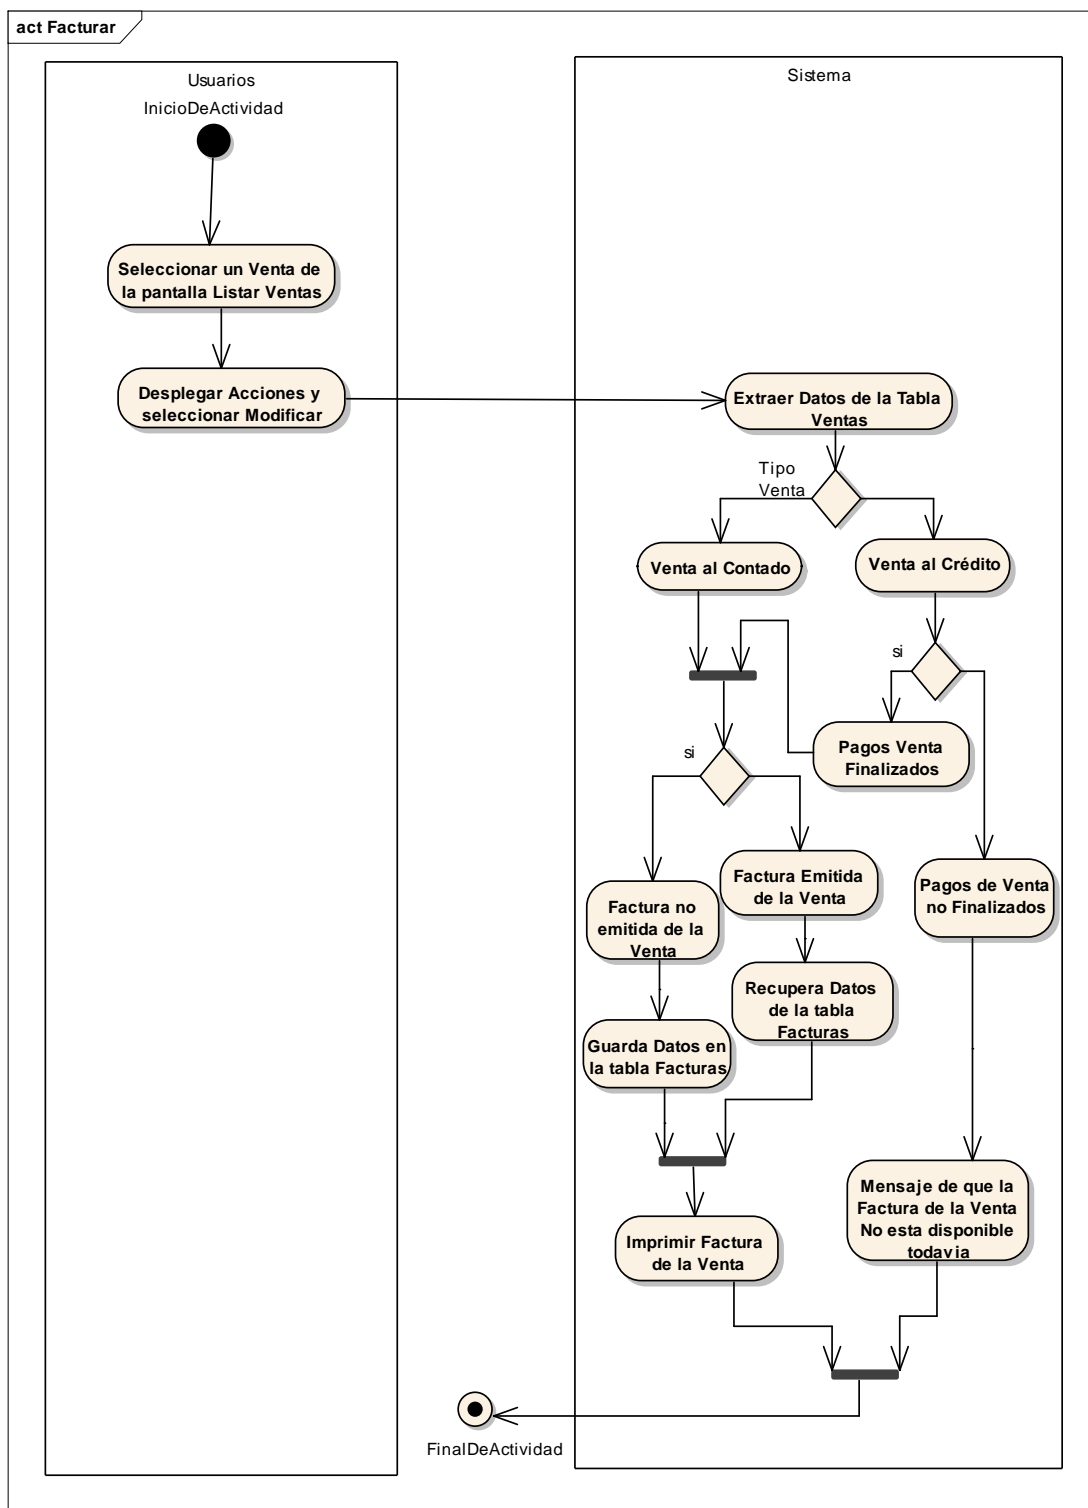 act Facturar
Usuarios
InicioDeActividad
Seleccionar un Venta de
la pantalla Listar Ventas
Desplegar Acciones y
seleccionar Modificar
Sistema
Extraer Datos de la Tabla
Ventas
Tipo
Venta
Venta al Contado
Venta al Crédito
si
Pagos Venta
Finalizados
si
Factura Emitida
de la Venta
Pagos de Venta
no Finalizados
Factura no
emitida de la
Venta
Recupera Datos
de la tabla
Facturas
Guarda Datos en
la tabla Facturas
Mensaje de que la
Factura de la Venta
No esta disponible
todavia
Imprimir Factura
de la Venta
FinalDeActividad